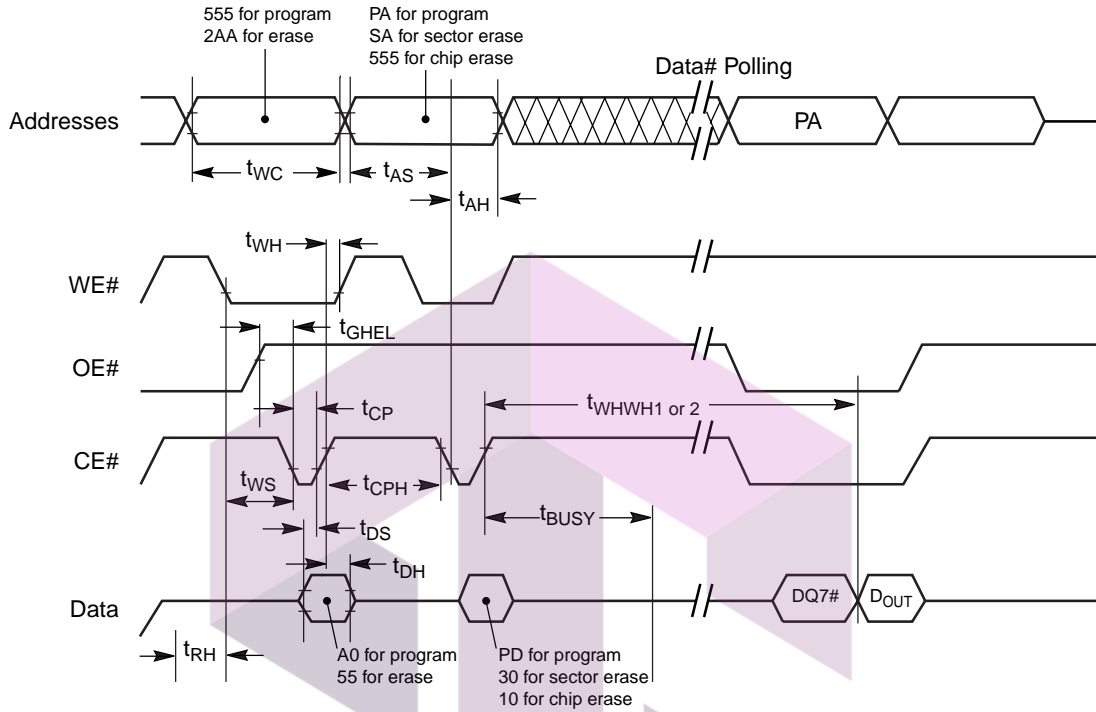 555 for program
2AA for erase
PA for program
SA for sector erase
555 for chip erase
Data# Polling
Addresses
PA
tWC
tAS
tAH
tWH
WE#
tGHEL
OE#
tWHWH1 or 2
tCP
CE#
tWS
tCPH
tBUSY
tDS
tDH
Data
DQ7#
DOUT
tRH
A0 for program
55 for erase
PD for program
30 for sector erase
10 for chip erase